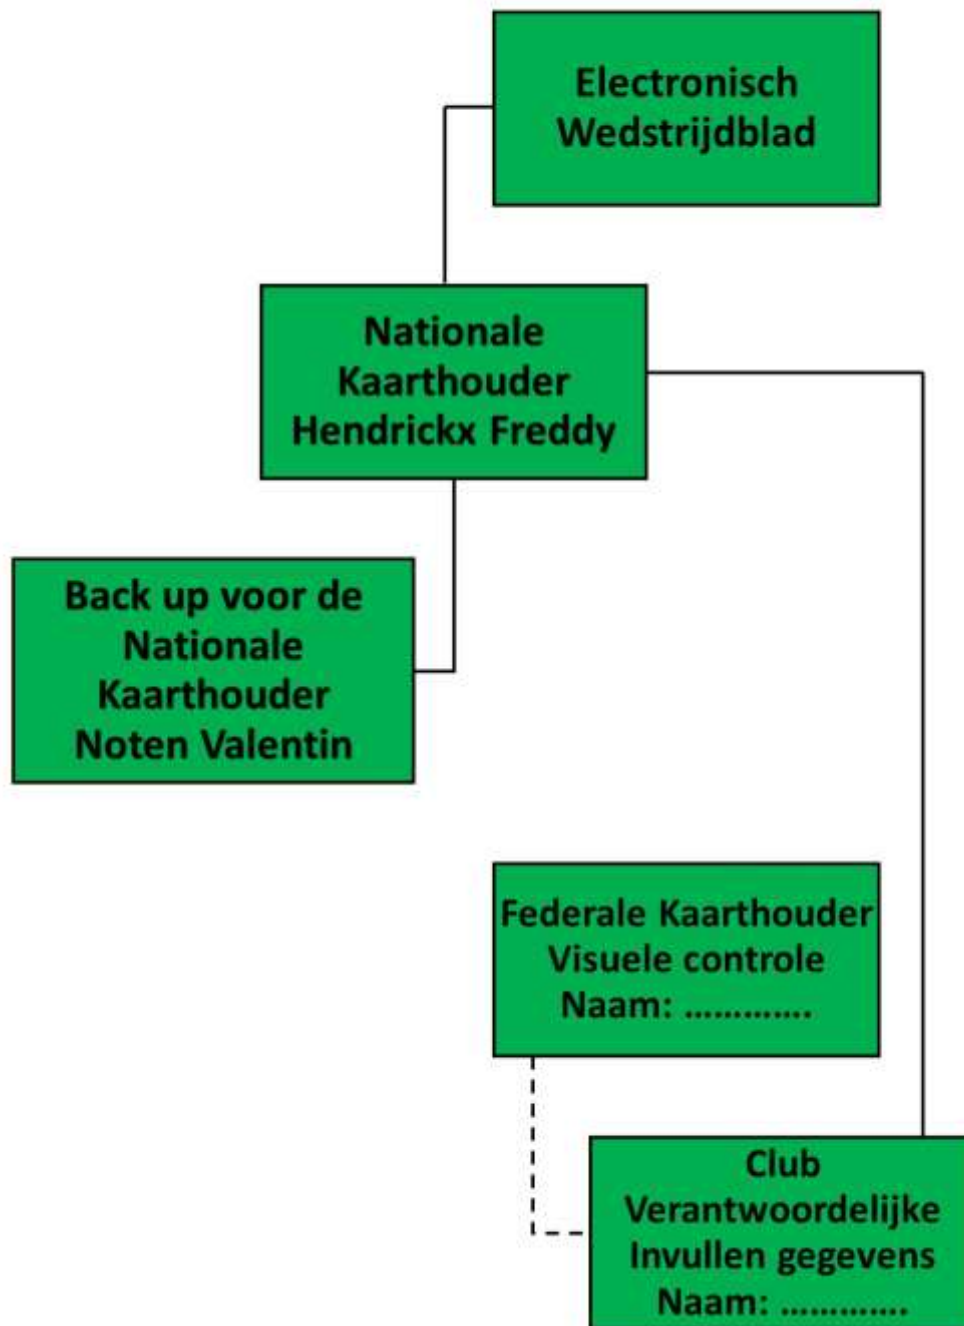 Electronisch
Wedstrijdblad
Nationale
Kaarthouder
Hendrickx Freddy
Back up voor de
Nationale
Kaarthouder
Noten Valentin
Federale Kaarthouder
Visuele controle
Naam: .............
Club
Verantwoordelijke
Invullen gegevens
Naam: .............